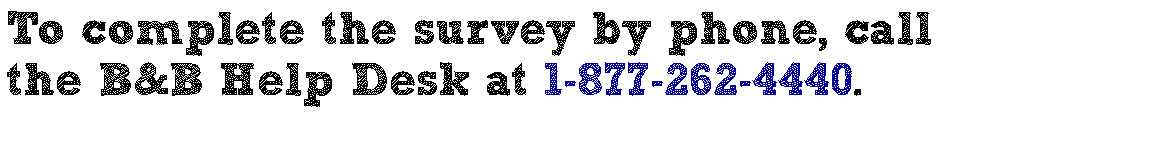 To complete the survey by phone, call
the B&B Help Desk at 1-877-262-4440.